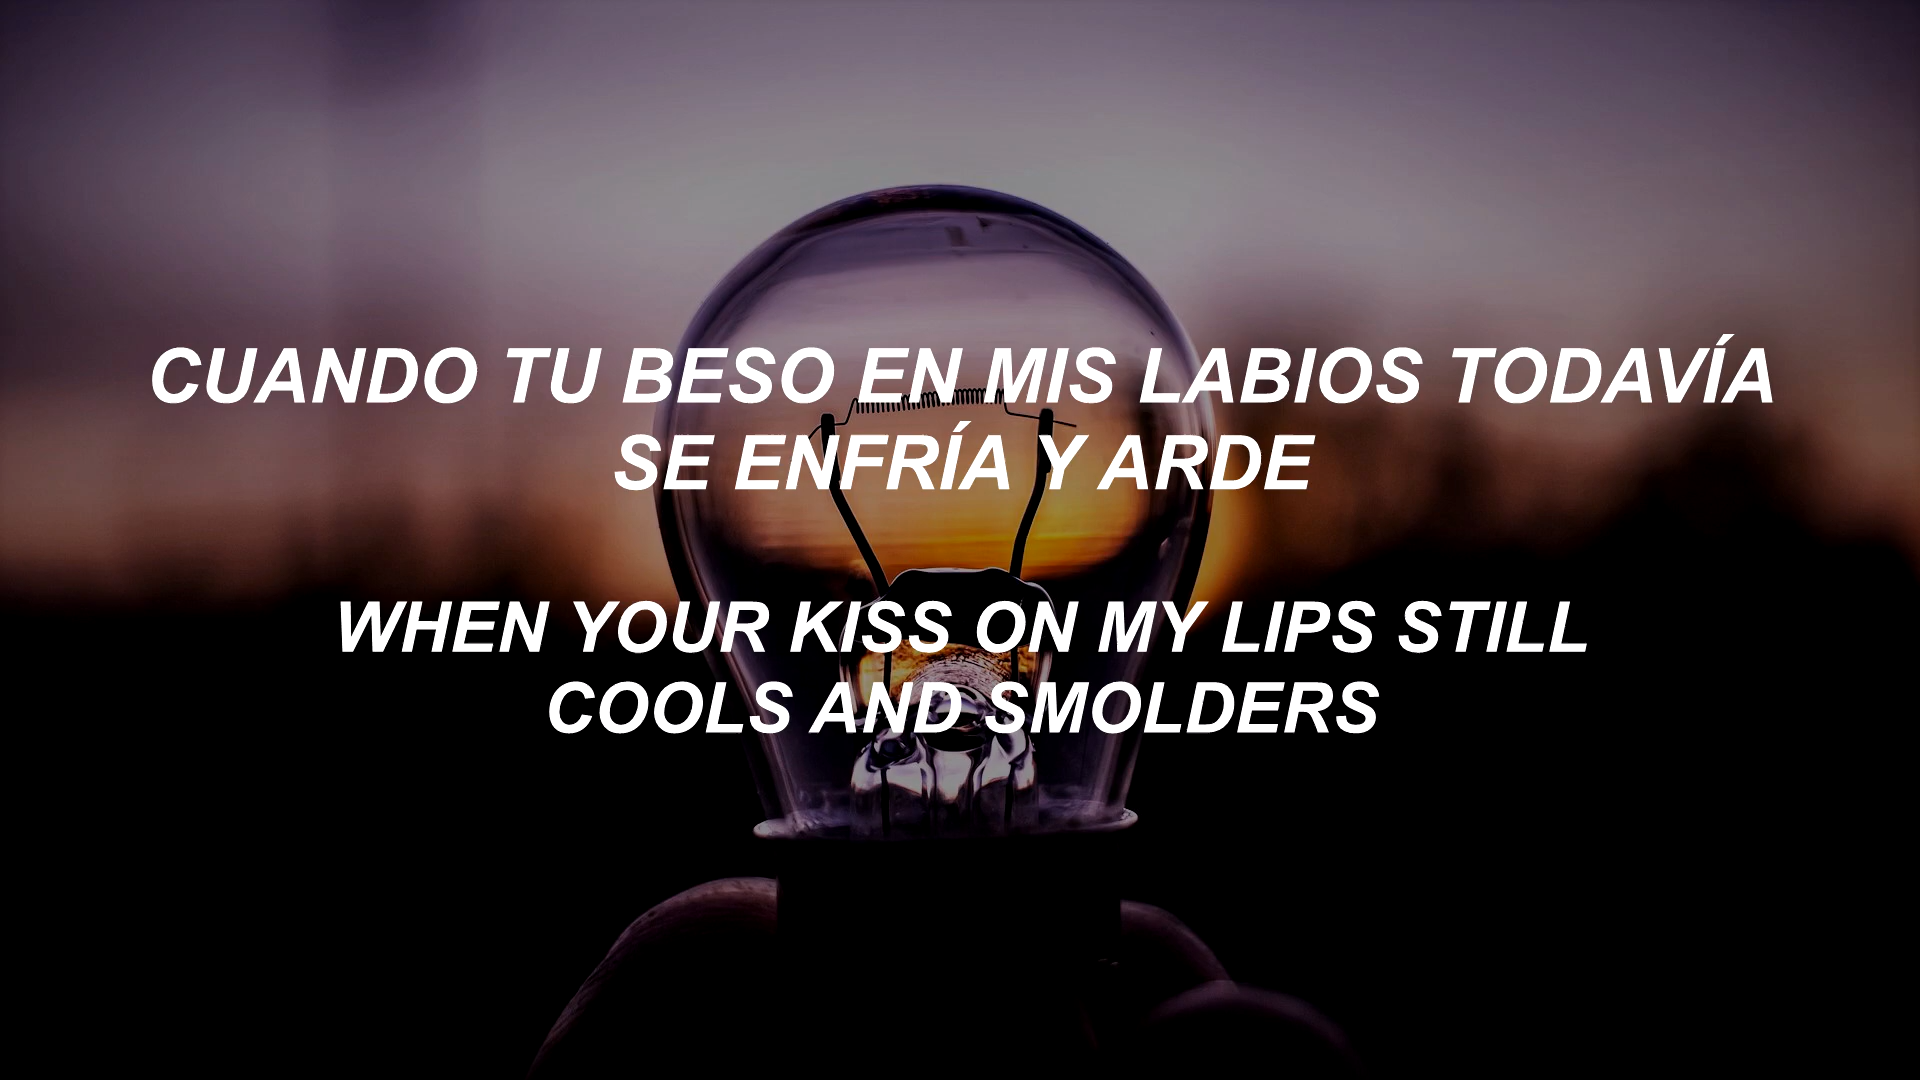 CUANDO TU BESO EN MIS LABIOS TODAVÍA
SE ENFRÍA Y ARDE
WHEN YOUR KISS ON MY LIPS STILL
COOLS AND SMOLDERS